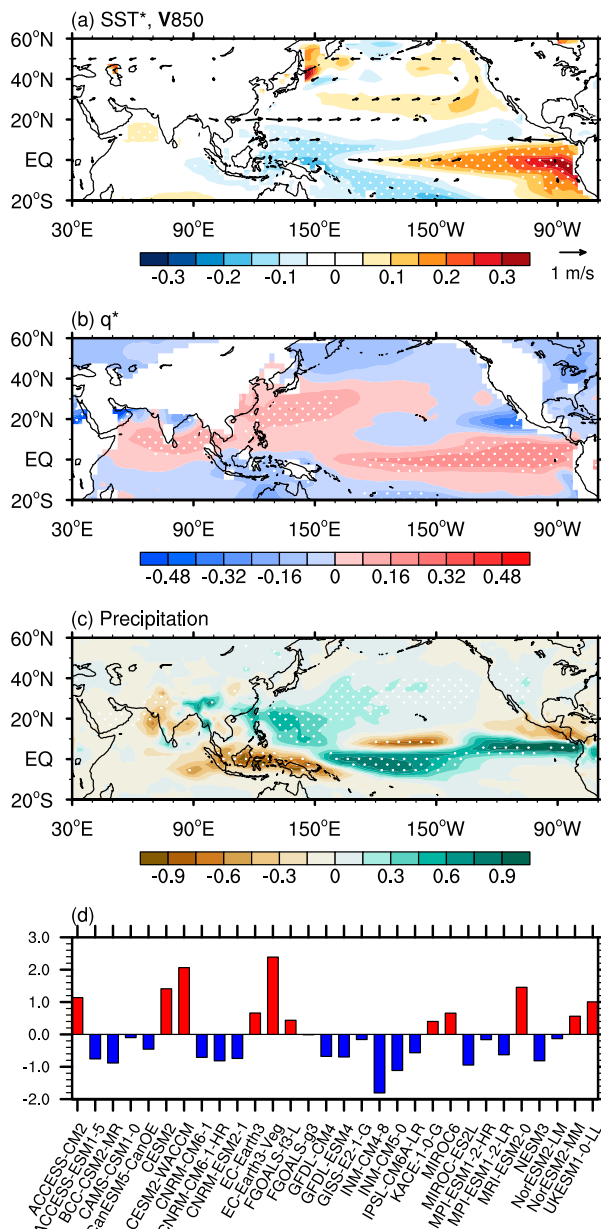 (a) SST*, V850
60°N
40°N
20°N
EQ
20°S
30°E 90°E 150°E 150°W 90°W
-0.3 -0.2 -0.1 0 0.1 0.2 0.3
1 m/s
(b) q*
60°N
40°N
20°N
EQ
20°S
30°E 90°E 150°E 150°W 90°W
-0.48 -0.32 -0.16 0 0.16 0.32 0.48
(c) Precipitation
60°N
40°N
20°N
EQ
20°S
30°E 90°E 150°E 150°W 90°W
-0.9 -0.6 -0.3 0 0.3 0.6 0.9
(d)
3.0
2.0
1.0
0.0
-1.0
-2.0
ACCESS-CM2
ACCESS-ESM1-5
BCC-CSM2-MR
CAMS-CSM1-0
CanESM5-CanOE
CESM2
CESM2-WACCM
CNRM-CM6-1
CNRM-CM6-1-HR
CNRM-ESM2-1
EC-Earth3
EC-Earth3-Veg
FGOALS-f3-L
FGOALS-g3
GFDL-CM4
GFDL-ESM4
GISS-E2-1-G
INM-CM4-8
INM-CM5-0
IPSL-CM6A-LR
KACE-1-0-G
MIROC6
MIROC-ES2L
MPI-ESM1-2-HR
MPI-ESM1-2-LR
MRI-ESM2-0
NESM3
NorESM2-LM
NorESM2-MM
UKESM1-0-LL